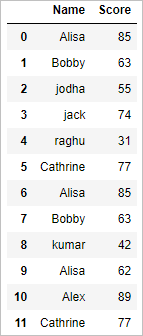 Name Score
0 Alisa 85
1 Bobby 63
2 jodha 55
3 jack 74
4 raghu 31
5 Cathrine 77
6 Alisa 85
7 Bobby 63
8 kumar 42
9 Alisa 62
10 Alex 89
11 Cathrine 77